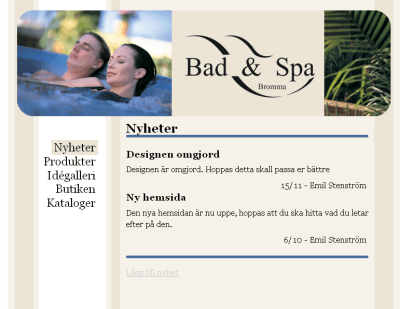 Bad & Spa
Bromma
Nyheter
Produkter
Idégalleri
Butiken
Kataloger
Nyheter
Designen omgjord
Designen är omgjord. Hoppas detta skall passa er bättre
15/11 - Emil Stenström
Ny hemsida
Den nya hemsidan är nu uppe, hoppas att du ska hitta vad du letar
efter på den.
6/10 - Emil Stenström
Lägg till nyhet